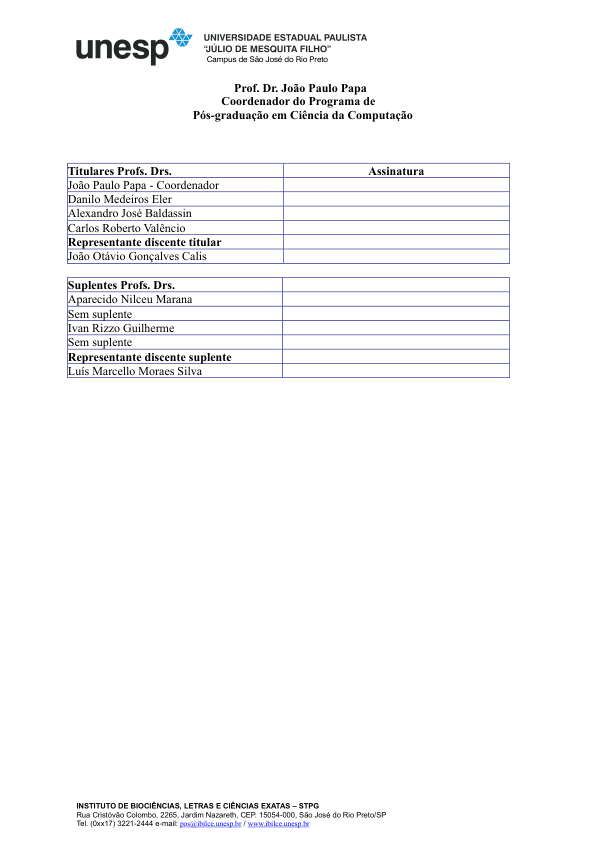 unesp
UNIVERSIDADE ESTADUAL PAULISTA
“JÚLIO DE MESQUITA FILHO”
Campus de São José do Rio Preto
Prof. Dr. João Paulo Papa
Coordenador do Programa de
Pós-graduação em Ciência da Computação
Titulares Profs. Drs. Assinatura
João Paulo Papa - Coordenador
Danilo Medeiros Eler
Alexandro José Baldassin
Carlos Roberto Valêncio
Representante discente titular
João Otávio Gonçalves Calis
Suplentes Profs. Drs.
Aparecido Nilceu Marana
Sem suplente
Ivan Rizzo Guilherme
Sem suplente
Representante discente suplente
Luís Marcello Moraes Silva
INSTITUTO DE BIOCIÊNCIAS, LETRAS E CIÊNCIAS EXATAS – STPG
Rua Cristóvão Colombo, 2265, Jardim Nazareth, CEP. 15054-000, São José do Rio Preto/SP
Tel. (0xx17) 3221-2444 e-mail: pos@ibilce.unesp.br / www.ibilce.unesp.br